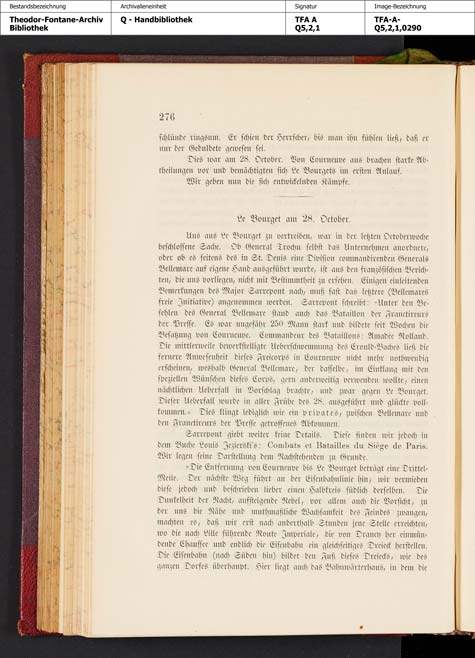 Bestandsbezeichnung
Archivalieneinheit
Signatur
Image-Bezeichnung
Theodor-Fontane-Archiv
Bibliothek
Q - Handbibliothek
TFA A
Q5,2,1
TFA-A-
Q5,2,1,0290
276
schlünde ringsum. Er schien der Herrscher, bis man ihn fühlen ließ, daß er
nur der Geduldete gewesen sei.
Dies war am 28. October. Von Courneuve aus brachen starke Ab-
theilungen vor und bemächtigten sich Le Bourgets im ersten Anlauf.
Wir geben nun die sich entwickelnden Kämpfe.
Le Bourget am 28. October.
Uns aus Le Bourget zu vertreiben, war in der letzten Octoberwoche
beschlossene Sache. Ob General Trochu selbst das Unternehmen anordnete,
oder ob es seitens des in St. Denis eine Division commandirenden Generals
Bellemare auf eigene Hand ausgeführt wurde, ist aus den französischen Berich-
ten, die uns vorliegen, nicht mit Bestimmtheit zu ersehen. Einigen einleitenden
Bemerkungen des Major Sarrepont nach, muß fast das letztere (Bellemares
freie Initiative) angenommen werden. Sarrepont schreibt: »Unter den Be-
fehlen des General Bellemare stand auch das Bataillon der Franctireurs
der Presse. Es war ungefähr 250 Mann stark und bildete seit Wochen die
Besatzung von Courneuve. Commandeur des Bataillons: Amadée Rolland.
Die mittlerweile bewerkstelligte Ueberschwemmung des Crould-Baches ließ die
fernere Anwesenheit dieses Freicorps in Courneuve nicht mehr nothwendig
erscheinen, weshalb General Bellemare, der dasselbe, im Einklang mit den
speziellen Wünschen dieses Corps, gern anderweitig verwenden wollte, einen
nächtlichen Ueberfall in Vorschlag brachte, und zwar gegen Le Bourget.
Dieser Ueberfall wurde in aller Frühe des 28. ausgeführt und glückte voll-
kommen.« Dies klingt lediglich wie ein privates, zwischen Bellemare und
den Franctireurs der Presse getroffenes Abkommen.
Sarrepont giebt weiter keine Details. Diese finden wir jedoch in
dem Buche Louis Jezierski's: Combats et Batailles du Siège de Paris.
Wir legen seine Darstellung dem Nachstehenden zu Grunde.
»Die Entfernung von Courneuve bis Le Bourget beträgt eine Drittel-
Meile. Der nächste Weg führt an der Eisenbahnlinie hin; wir vermieden
diese jedoch und beschrieben lieber einen Halbkreis südlich derselben. Die
Dunkelheit der Nacht, aufsteigende Nebel, vor allem auch die Vorsicht, zu
der uns die Nähe und muthmaßliche Wachsamkeit des Feindes zwangen,
machten es, daß wir erst nach anderthalb Stunden jene Stelle erreichten,
wo die nach Lille führende Route Imperiale, die von Drancy her einmün-
dende Chauffee und endlich die Eisenbahn ein gleichseitiges Dreieck herstellen.
Die Eisenbahn (nach Süden hin) bildet den Fuß dieses Dreiecks, wie des
ganzen Dorfes überhaupt. Hier liegt auch das Bahnwärterhaus, in dem die